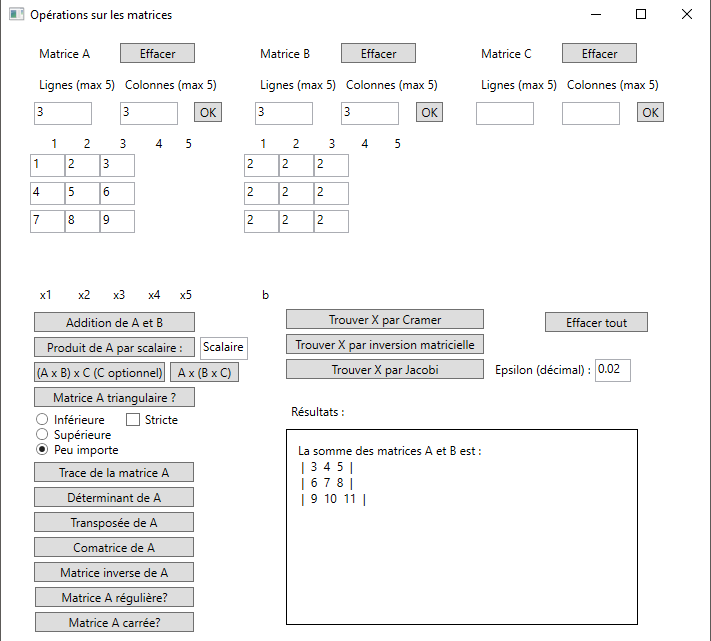 Opérations sur les matrices
Matrice A Effacer Matrice B Effacer Matrice C Effacer
Lignes (max 5) Colonnes (max 5) Lignes (max 5) Colonnes (max 5) Lignes (max 5) Colonnes (max 5)
3 3 OK 3 3 OK OK
1 2 3 4 5 1 2 3 4 5
1 2 3 2 2 2
4 5 6 2 2 2
7 8 9 2 2 2
x1 x2 x3 x4 x5 b
Addition de A et B Trouver X par Cramer Effacer tout
Produit de A par scalaire : Scalaire Trouver X par inversion matricielle
(A x B) x C (C optionnel) A x (B x C) Trouver X par Jacobi Epsilon (décimal) : 0.02
Matrice A triangulaire ?
Inférieure Stricte Résultats :
Supérieure
Peu importe
La somme des matrices A et B est :
| 3 4 5 |
| 6 7 8 |
| 9 10 11 |
Trace de la matrice A
Déterminant de A
Transposée de A
Comatrice de A
Matrice inverse de A
Matrice A régulière?
Matrice A carrée?